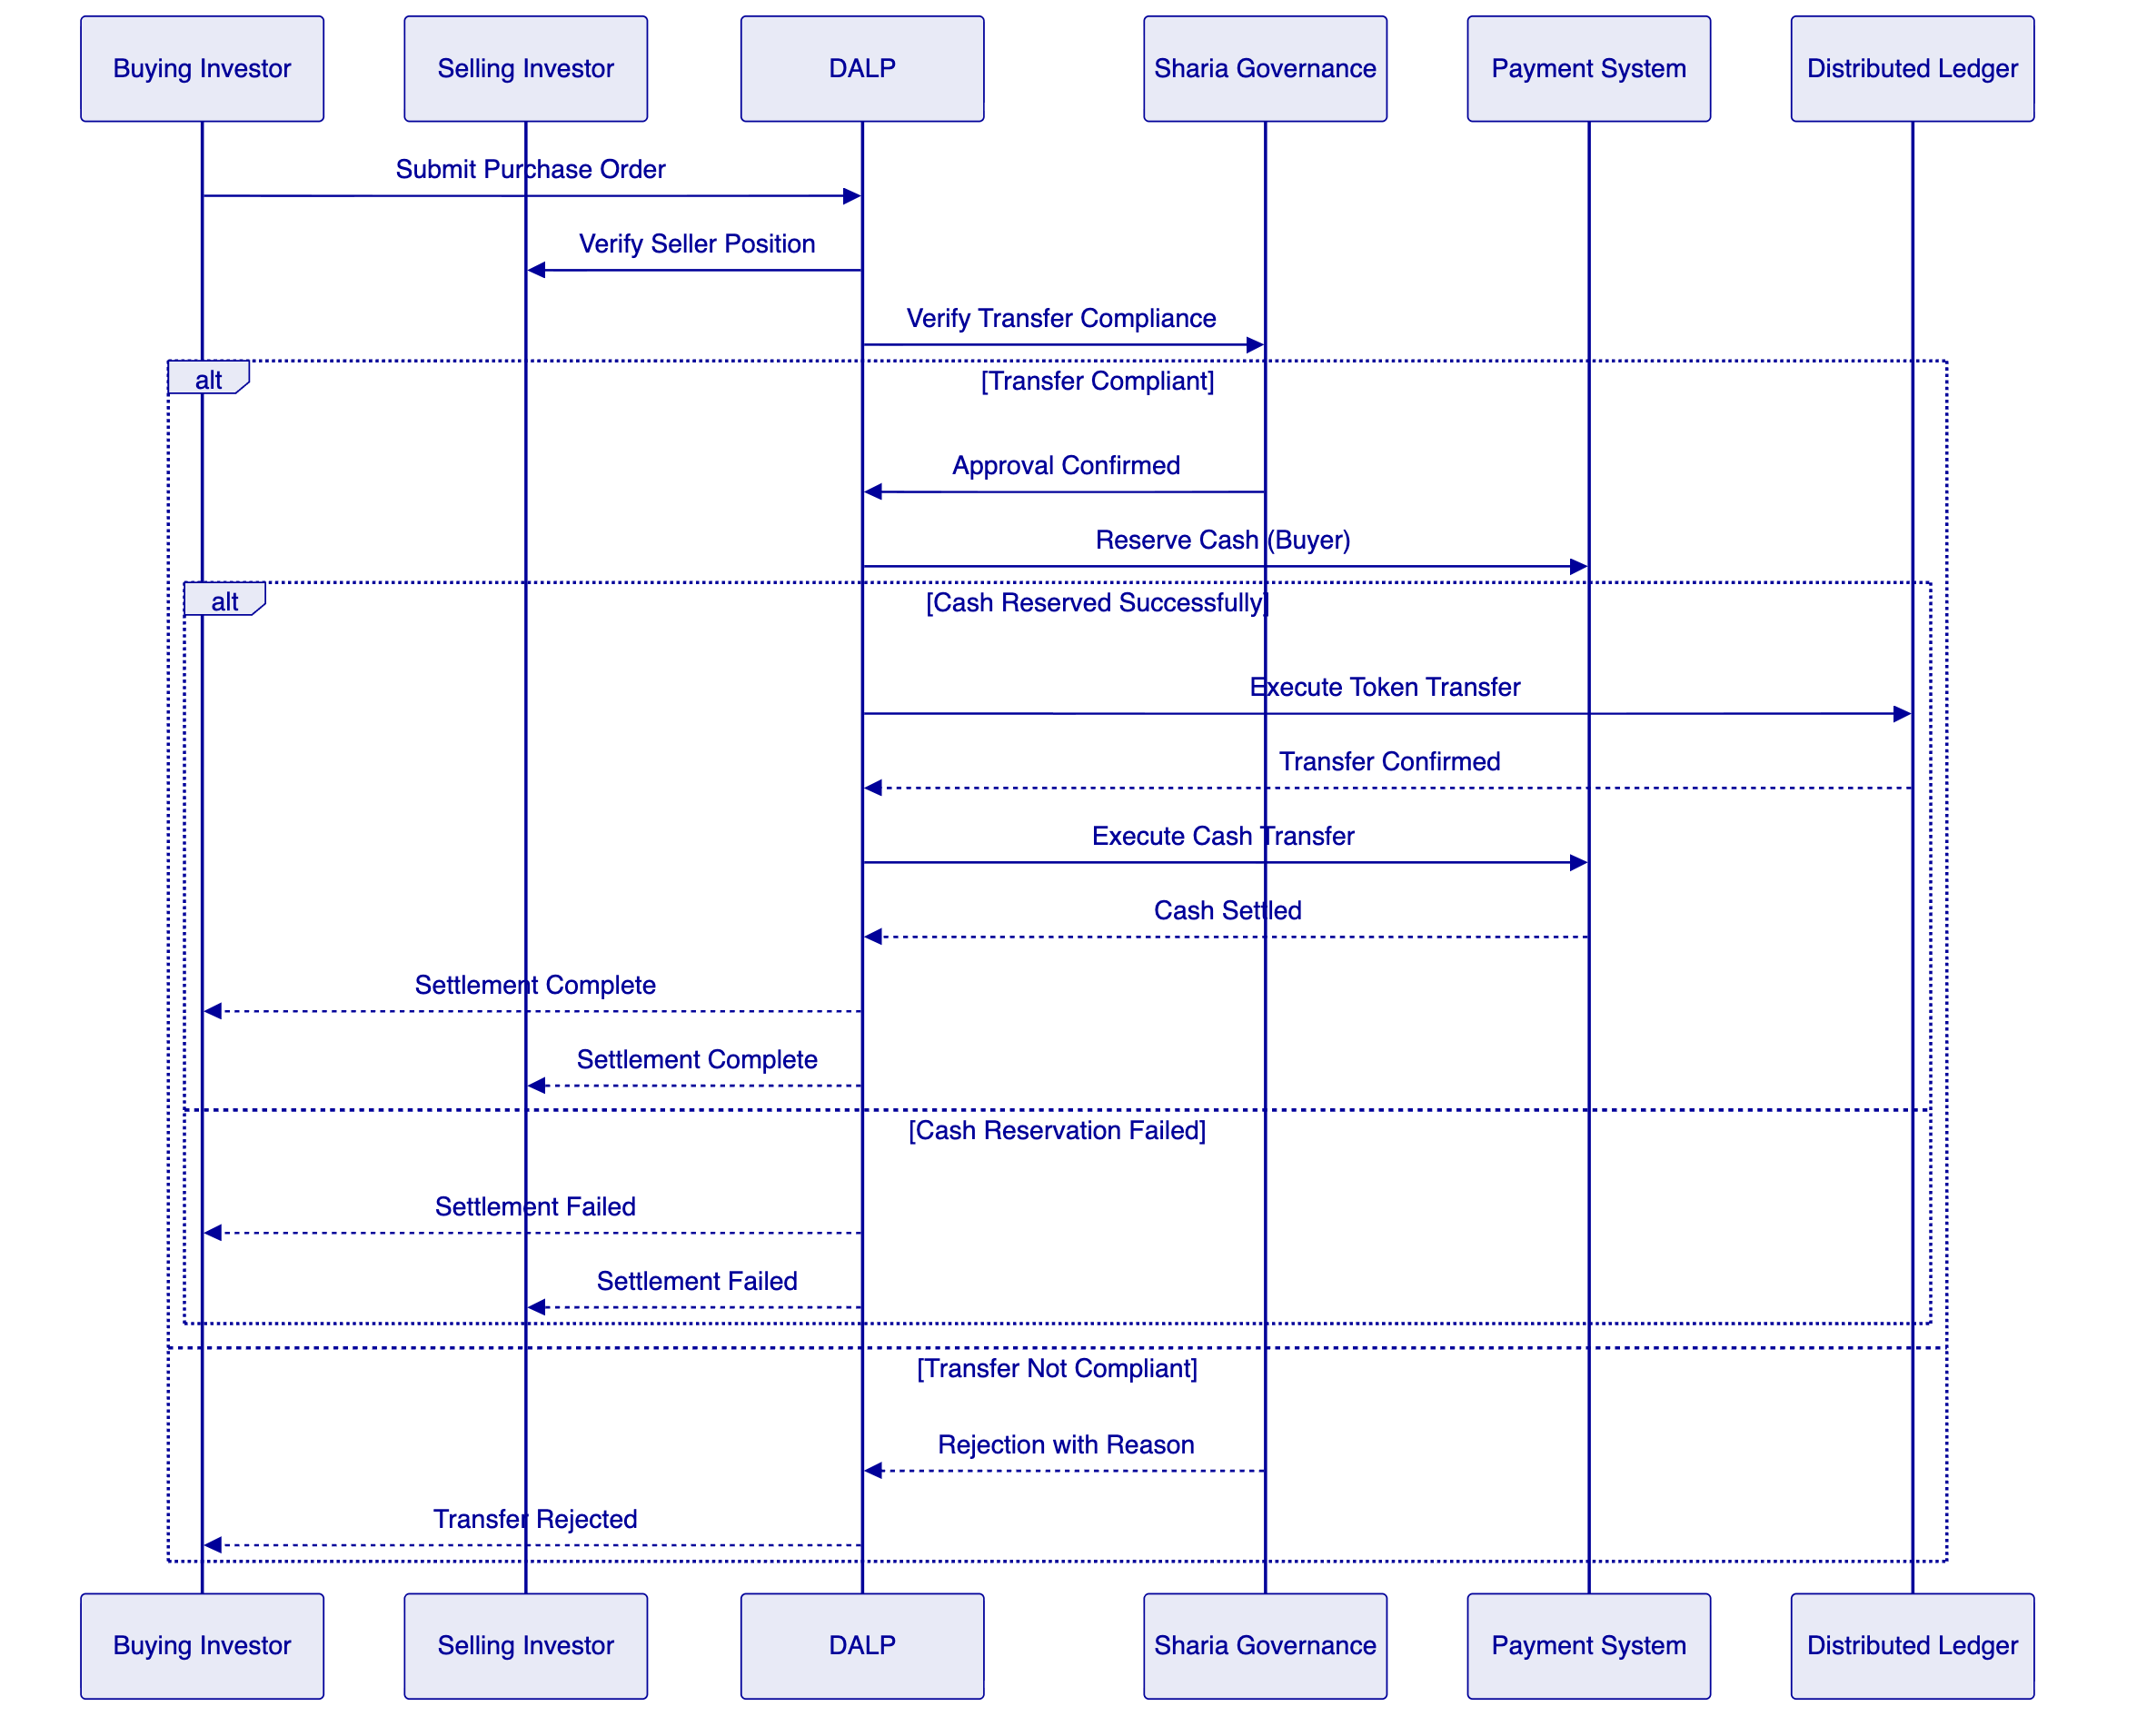 Buying Investor
Selling Investor
DALP
Sharia Governance
Payment System
Distributed Ledger
Submit Purchase Order
Verify Seller Position
Verify Transfer Compliance
alt
[Transfer Compliant]
Approval Confirmed
Reserve Cash (Buyer)
alt
[Cash Reserved Successfully]
Execute Token Transfer
Transfer Confirmed
Execute Cash Transfer
Cash Settled
Settlement Complete
Settlement Complete
[Cash Reservation Failed]
Settlement Failed
Settlement Failed
[Transfer Not Compliant]
Rejection with Reason
Transfer Rejected
Buying Investor
Selling Investor
DALP
Sharia Governance
Payment System
Distributed Ledger